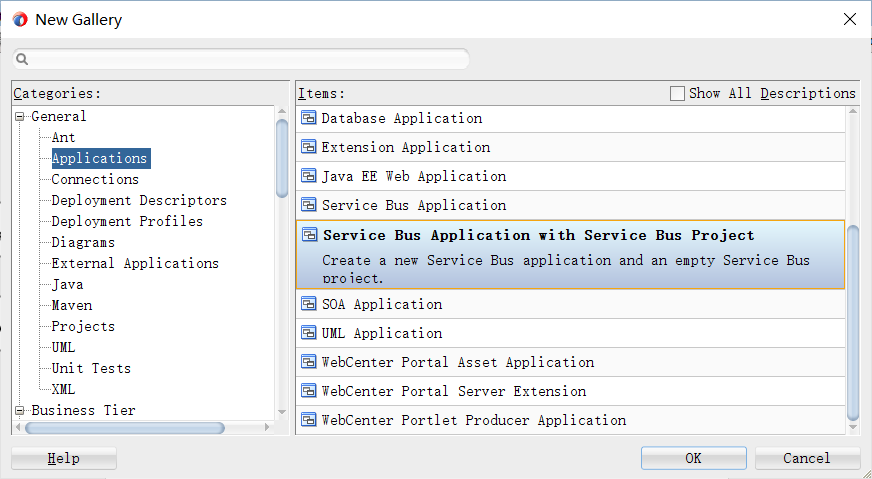 New Gallery
Categories:
Items:
Show All Descriptions
General
Ant
Applications
Connections
Deployment Descriptors
Deployment Profiles
Diagrams
External Applications
Java
Maven
Projects
UML
Unit Tests
XML
Business Tier
Database Application
Extension Application
Java EE Web Application
Service Bus Application
Service Bus Application with Service Bus Project
Create a new Service Bus application and an empty Service Bus
project.
SOA Application
UML Application
WebCenter Portal Asset Application
WebCenter Portal Server Extension
WebCenter Portlet Producer Application
Help
OK
Cancel